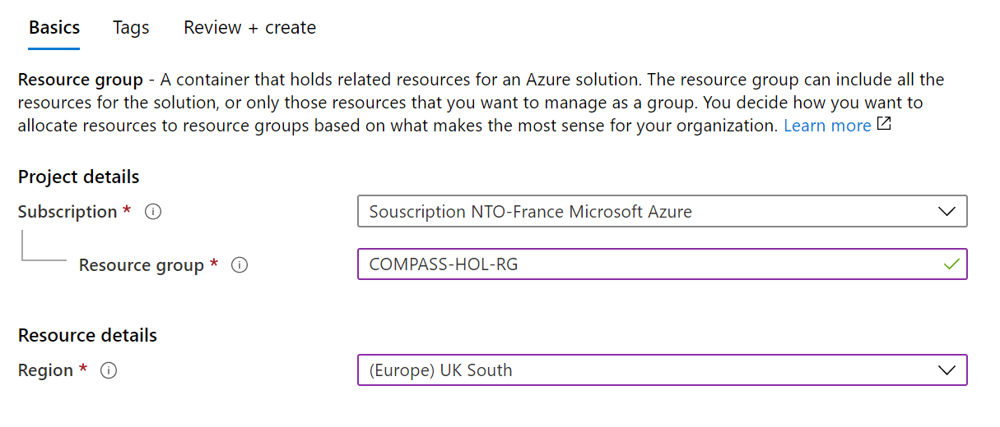 Basics Tags Review + create
Resource group - A container that holds related resources for an Azure solution. The resource group can include all the
resources for the solution, or only those resources that you want to manage as a group. You decide how you want to
allocate resources to resource groups based on what makes the most sense for your organization. Learn more
Project details
Subscription * Souscription NTO-France Microsoft Azure
Resource group * COMPASS-HOL-RG
Resource details
Region * (Europe) UK South